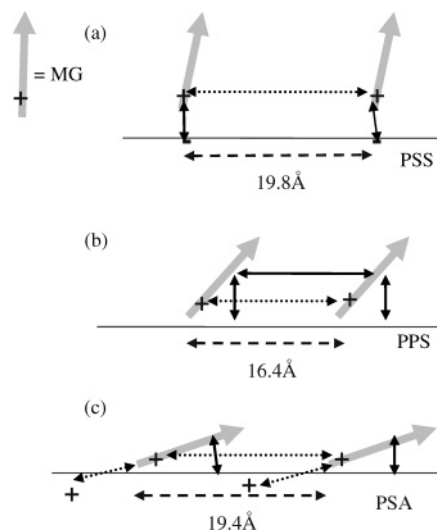 (a)
= MG
PSS
19.8Å
(b)
PPS
16.4Å
(c)
PSA
19.4Å